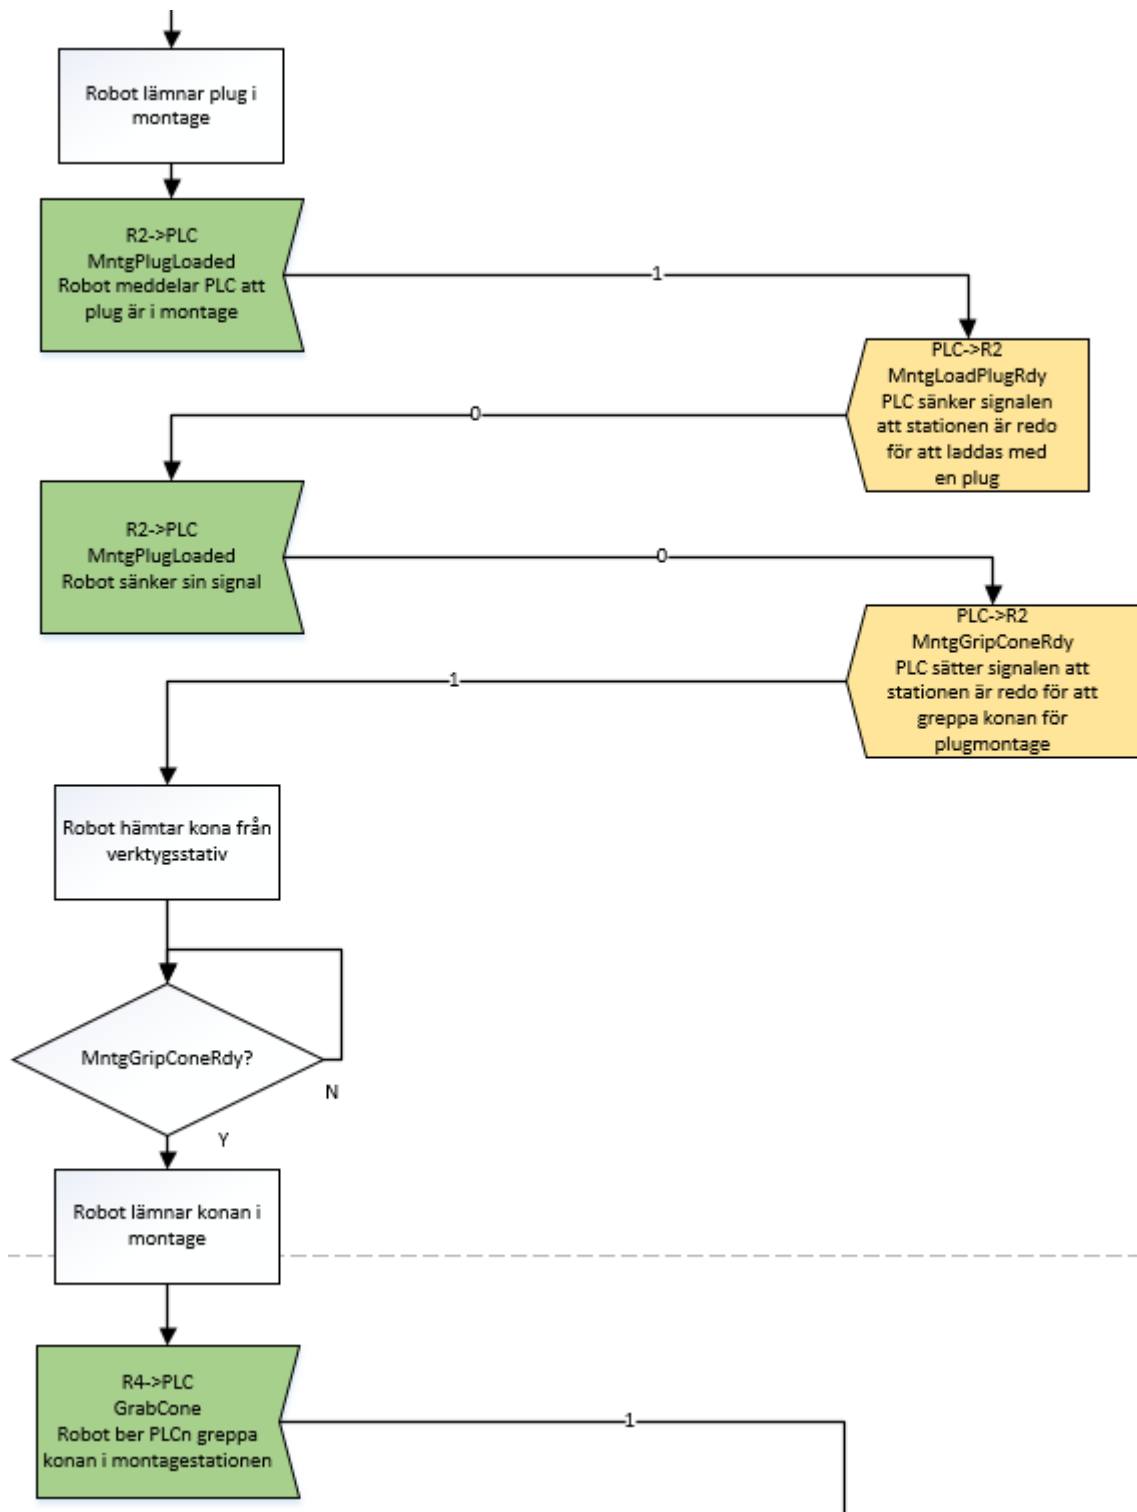 Robot lämnar plug i
montage
R2->PLC
MntgPlugLoaded
Robot meddelar PLC att
plug är i montage
1
PLC->R2
MntgLoadPlugRdy
PLC sänker signalen
att stationen är redo
för att laddas med
en plug
0
R2->PLC
MntgPlugLoaded
Robot sänker sin signal
0
PLC->R2
MntgGripConeRdy
PLC sätter signalen att
stationen är redo för att
greppa konan för
plugmontage
1
Robot hämtar kona från
verktygsstativ
MntgGripConeRdy?
N
Y
Robot lämnar konan i
montage
R4->PLC
GrabCone
Robot ber PLCn greppa
konan i montagestationen
1